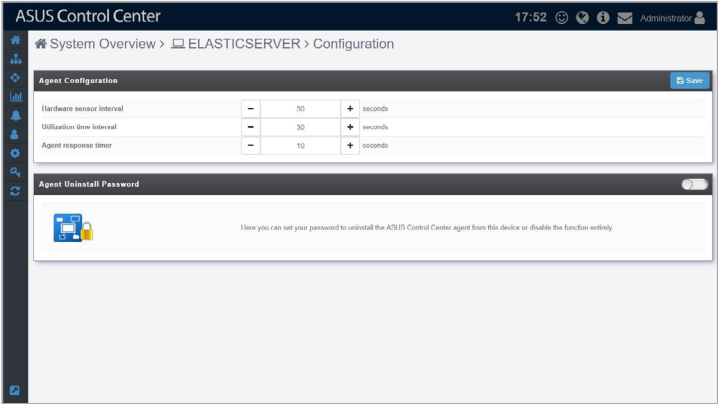 ASUS Control Center
17:52
Administrator
System Overview > ELASTICSERVER > Configuration
Agent Configuration
Save
Hardware sensor interval
− 30 + seconds
Utilization time interval
− 30 + seconds
Agent response timer
− 10 + seconds
Agent Uninstall Password
Here you can set your password to uninstall the ASUS Control Center agent from this device or disable the function entirely